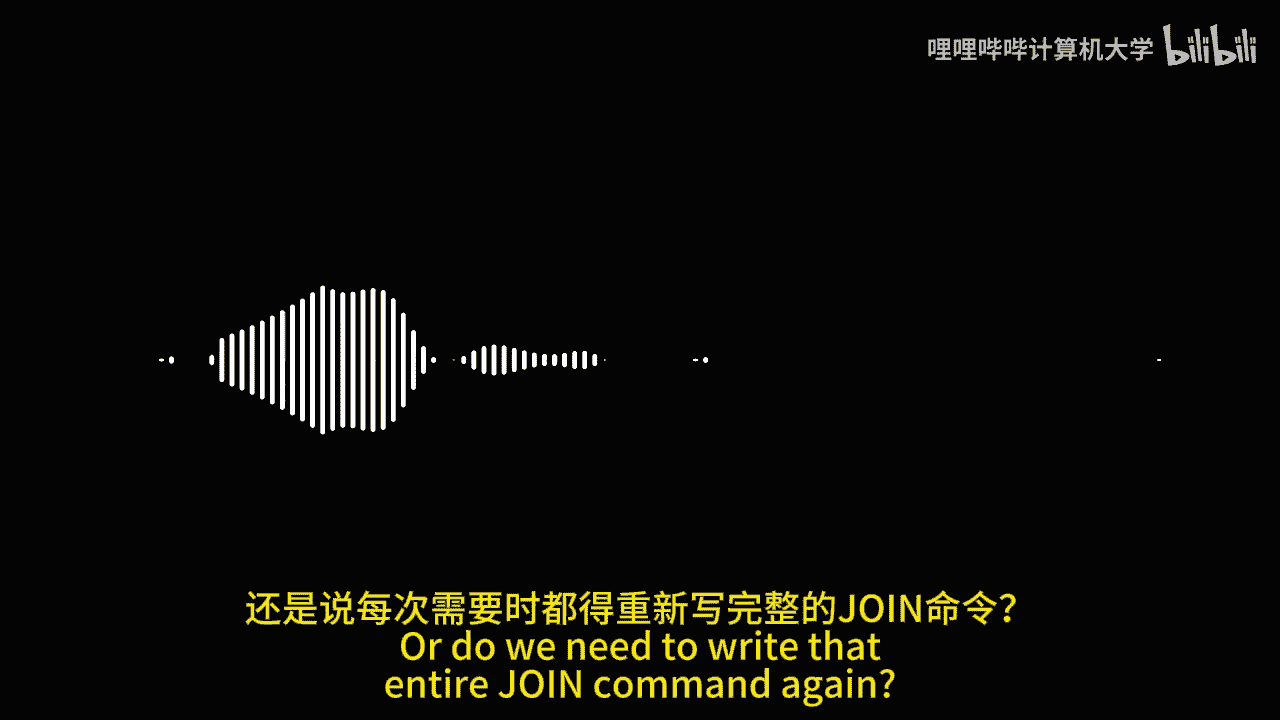 哩哩哔哔计算机大学 bilibili
还是说每次需要时都得重新写完整的JOIN命令？
Or do we need to write that
entire JOIN command again?